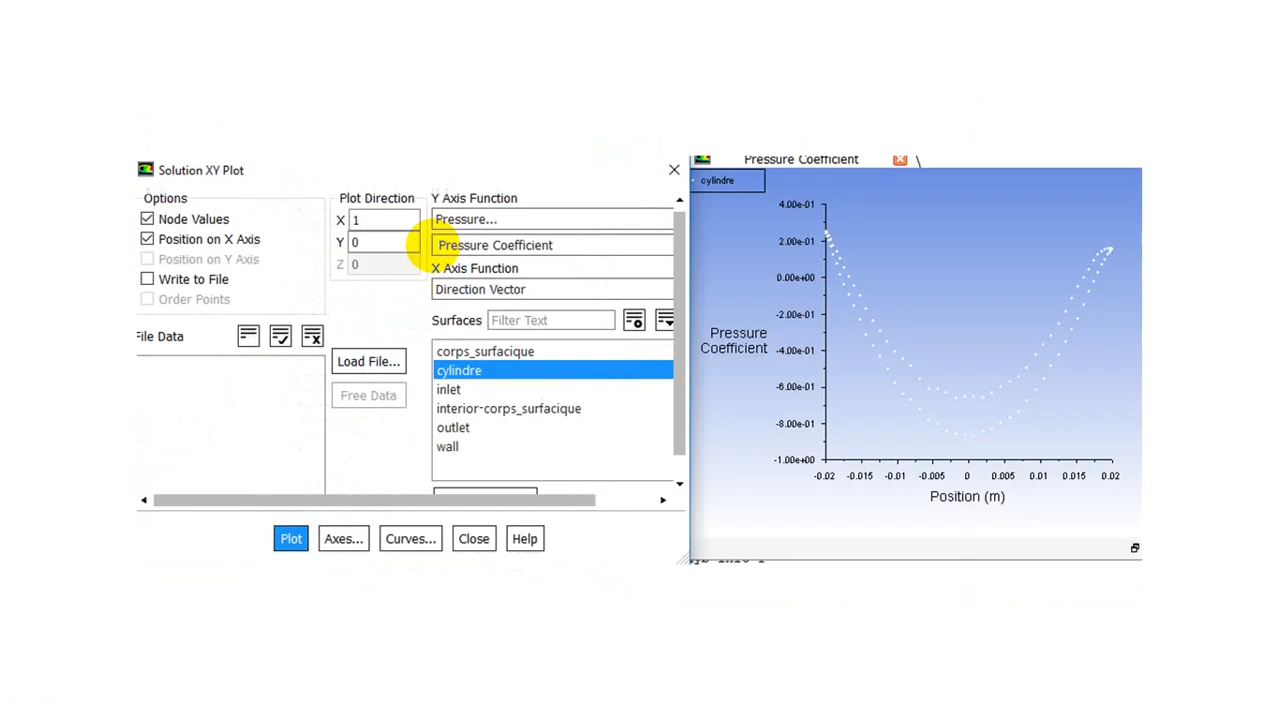 Solution XY Plot
Options
Node Values
Position on X Axis
Position on Y Axis
Write to File
Order Points
Plot Direction
X 1
Y 0
Z 0
Y Axis Function
Pressure...
Pressure Coefficient
X Axis Function
Direction Vector
Surfaces Filter Text
File Data
Load File...
Free Data
corps_surfacique
cylindre
inlet
interior-corps_surfacique
outlet
wall
Plot
Axes...
Curves...
Close
Help
Pressure Coefficient
cylindre
4.00e-01
2.00e-01
0.00e+00
-2.00e-01
-4.00e-01
-6.00e-01
-8.00e-01
-1.00e+00
Pressure
Coefficient
-0.02 -0.015 -0.01 -0.005 0 0.005 0.01 0.015 0.02
Position (m)